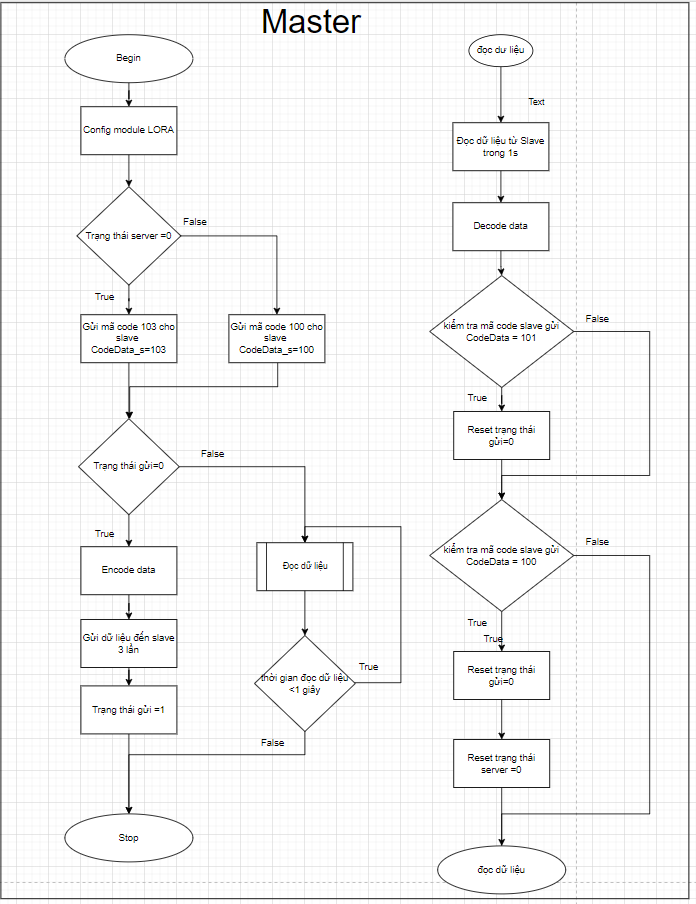 Master
Begin
Config module LORA
Trạng thái server =0
False
True
Gửi mã code 103 cho
slave
CodeData_s=103
Gửi mã code 100 cho
slave
CodeData_s=100
Trạng thái gửi=0
False
True
Encode data
Gửi dữ liệu đến slave
3 lần
Trạng thái gửi =1
Đọc dữ liệu
thời gian đọc dữ liệu
<1 giây
True
False
Stop
đọc dư liệu
Text
Đọc dữ liệu từ Slave
trong 1s
Decode data
kiểm tra mã code slave gửi
CodeData = 101
False
True
Reset trạng thái
gửi=0
kiểm tra mã code slave gửi
CodeData = 100
False
True
True
Reset trạng thái
gửi=0
Reset trạng thái
server =0
đọc dữ liệu